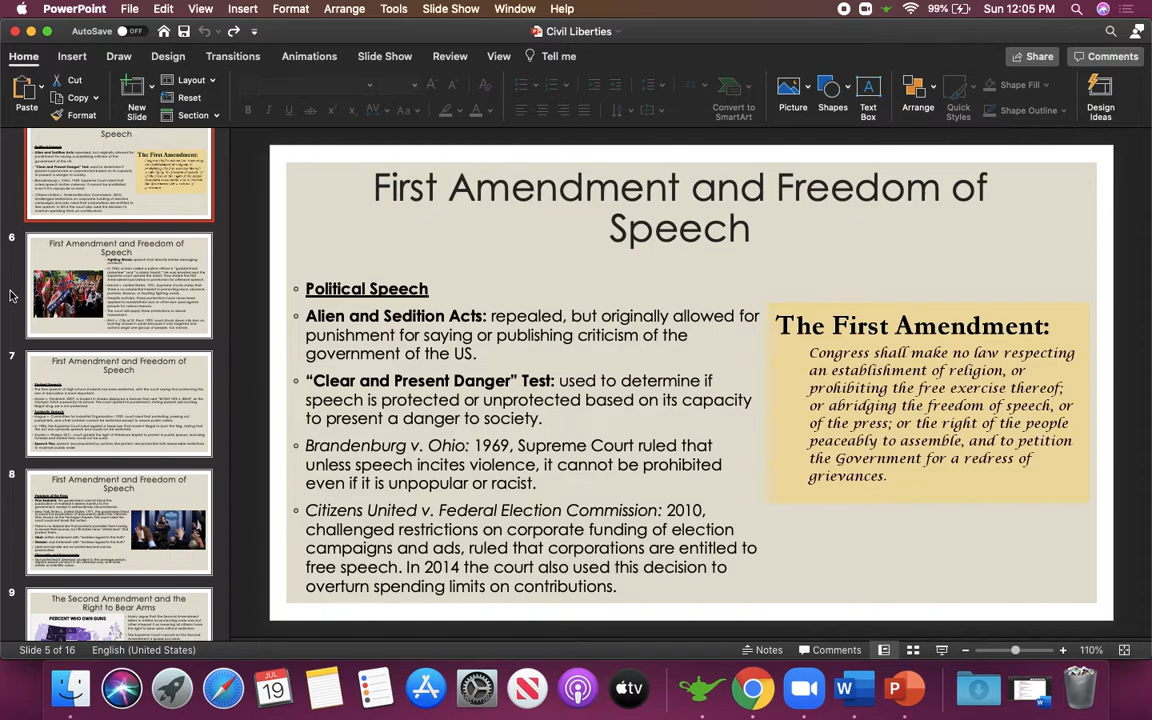 PowerPoint File Edit View Insert Format Arrange Tools Slide Show Window Help 99% Sun 12:05 PM
AutoSave OFF Civil Liberties
Home Insert Draw Design Transitions Animations Slide Show Review View Tell me Share Comments
Paste Cut Copy Format New Slide Layout Reset Section Convert to SmartArt Picture Shapes Text Box Arrange Quick Styles Shape Fill Shape Outline Design Ideas
Speech
The First Amendment:
6
First Amendment and Freedom of
Speech
7
First Amendment and Freedom of
Speech
8
First Amendment and Freedom of
Speech
9
The Second Amendment and the
Right to Bear Arms
PERCENT WHO OWN GUNS
First Amendment and Freedom of
Speech
Political Speech
Alien and Sedition Acts: repealed, but originally allowed for
punishment for saying or publishing criticism of the
government of the US.
“Clear and Present Danger” Test: used to determine if
speech is protected or unprotected based on its capacity
to present a danger to society.
Brandenburg v. Ohio: 1969, Supreme Court ruled that
unless speech incites violence, it cannot be prohibited
even if it is unpopular or racist.
Citizens United v. Federal Election Commission: 2010,
challenged restrictions on corporate funding of election
campaigns and ads, ruled that corporations are entitled to
free speech. In 2014 the court also used this decision to
overturn spending limits on contributions.
The First Amendment:
Congress shall make no law respecting
an establishment of religion, or
prohibiting the free exercise thereof;
or abridging the freedom of speech, or
of the press; or the right of the people
peaceably to assemble, and to petition
the Government for a redress of
grievances.
Slide 5 of 16 English (United States) Notes Comments 110%
JUL
19
tv
W
P